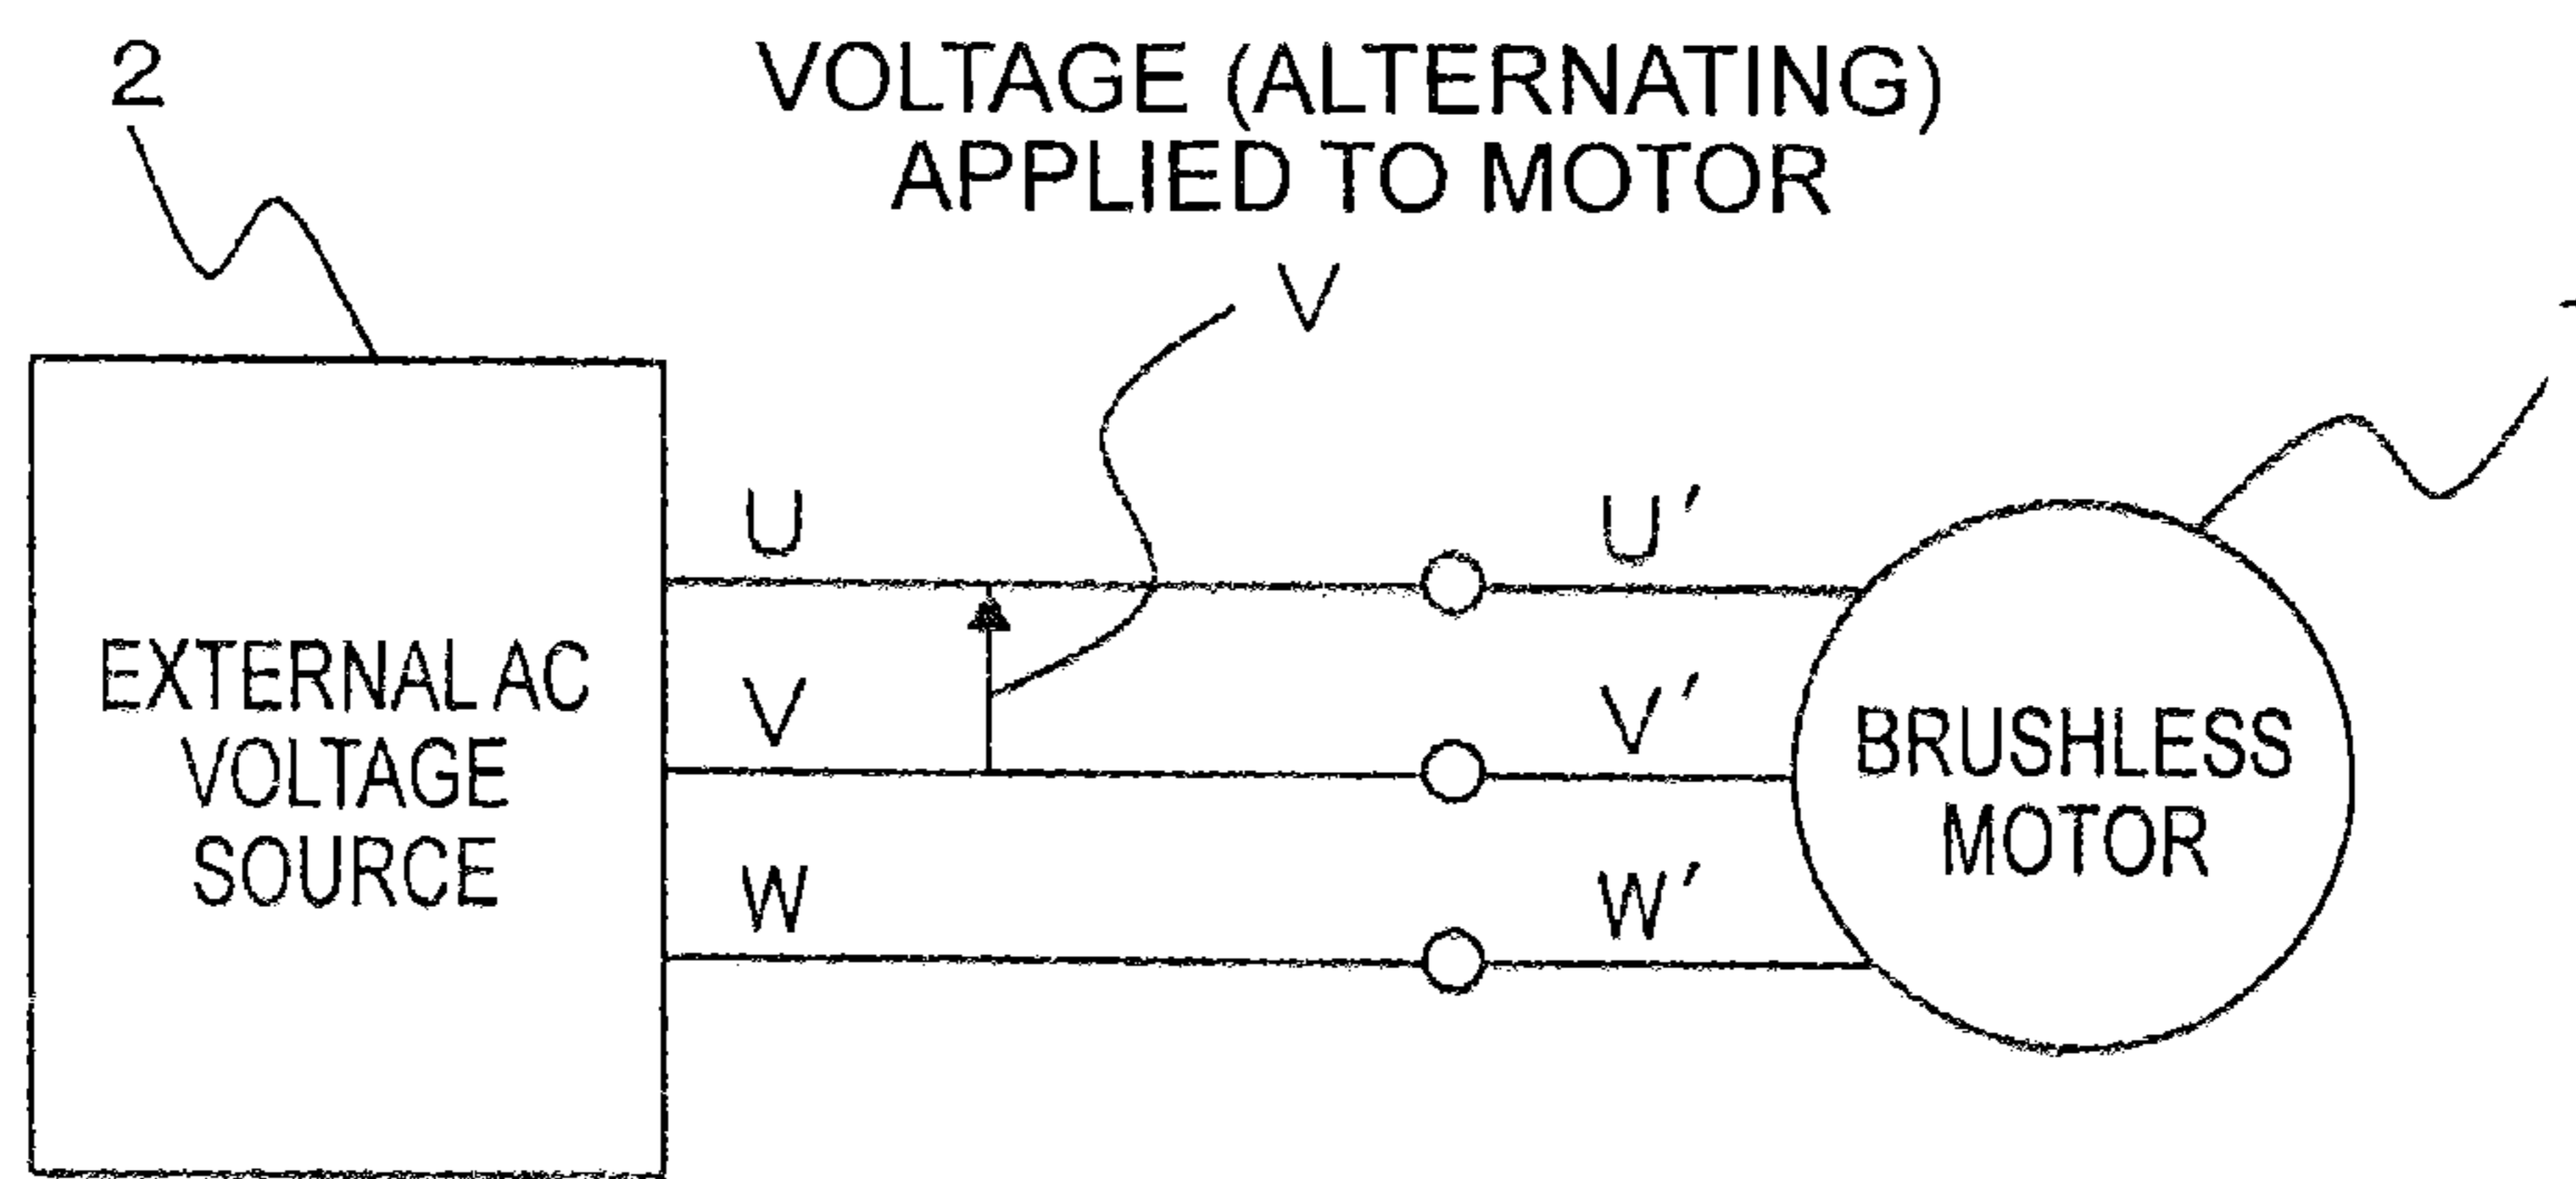 2
VOLTAGE (ALTERNATING)
APPLIED TO MOTOR
V
U
U′
EXTERNAL AC
VOLTAGE
SOURCE
V
V′
BRUSHLESS
MOTOR
W
W′